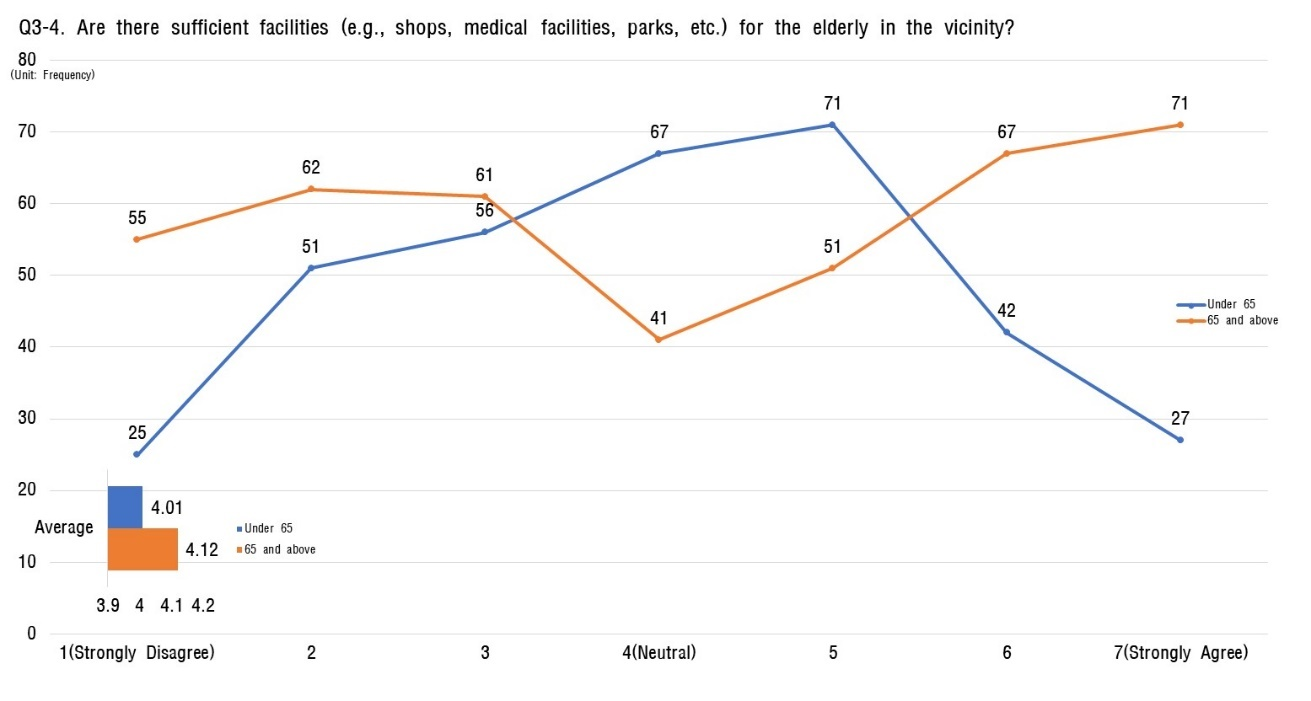 Q3-4. Are there sufficient facilities (e.g., shops, medical facilities, parks, etc.) for the elderly in the vicinity?
80
(Unit: Frequency)
70
60
50
40
30
20
10
0
55
62
61
41
51
67
71
25
51
56
67
71
42
27
Under 65
65 and above
Average
4.01
4.12
Under 65
65 and above
3.9 4 4.1 4.2
1(Strongly Disagree) 2 3 4(Neutral) 5 6 7(Strongly Agree)